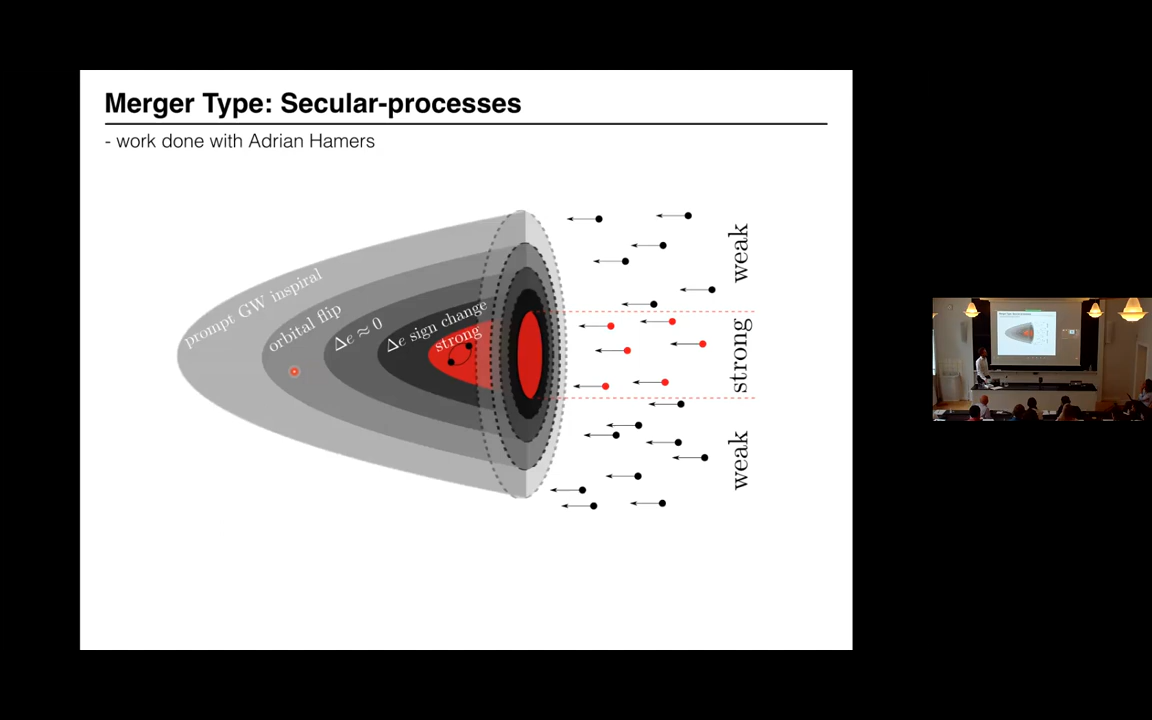 Merger Type: Secular-processes
- work done with Adrian Hamers
prompt GW inspiral
orbital flip
Δe ≈ 0
Δe sign change
strong
weak
strong
weak